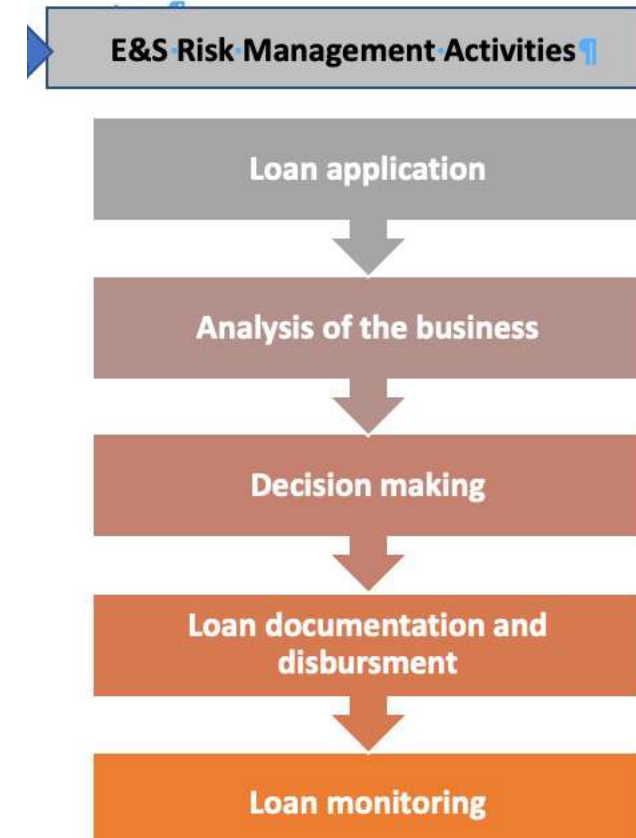 E&S Risk Management Activities¶
Loan application
Analysis of the business
Decision making
Loan documentation and
disbursment
Loan monitoring